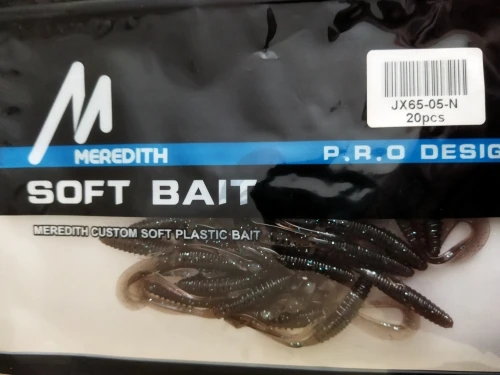 JX65-05-N
20pcs
M
MEREDITH
P.R.O DESIG
SOFT BAIT
MEREDITH CUSTOM SOFT PLASTIC BAIT